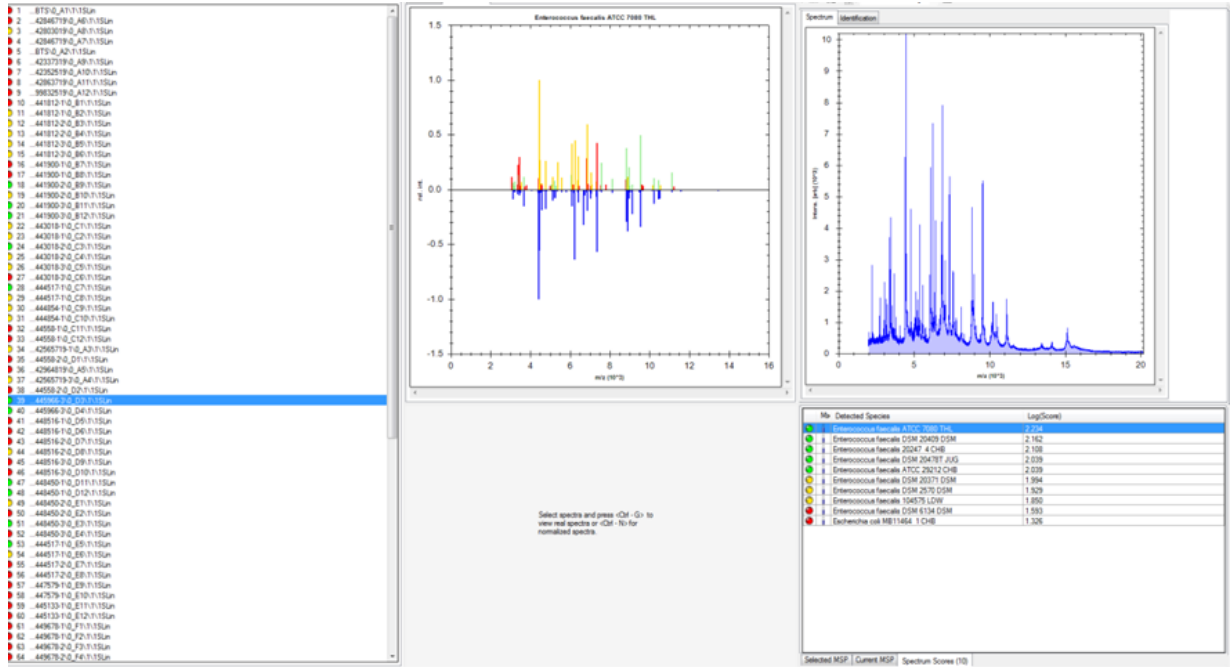 1 ...BTS\0_A1\1\1SLin
2 ...42846719\0_A6\1\1SLin
3 ...42803019\0_A8\1\1SLin
4 ...42846719\0_A7\1\1SLin
5 ...BTS\0_A2\1\1SLin
6 ...42337319\0_A9\1\1SLin
7 ...42352519\0_A10\1\1SLin
8 ...42863719\0_A11\1\1SLin
9 ...99832519\0_A12\1\1SLin
10 ...441812-1\0_B1\1\1SLin
11 ...441812-1\0_B2\1\1SLin
12 ...441812-2\0_B3\1\1SLin
13 ...441812-2\0_B4\1\1SLin
14 ...441812-3\0_B5\1\1SLin
15 ...441812-3\0_B6\1\1SLin
16 ...441900-1\0_B7\1\1SLin
17 ...441900-1\0_B8\1\1SLin
18 ...441900-2\0_B9\1\1SLin
19 ...441900-2\0_B10\1\1SLin
20 ...441900-3\0_B11\1\1SLin
21 ...441900-3\0_B12\1\1SLin
22 ...443018-1\0_C1\1\1SLin
23 ...443018-1\0_C2\1\1SLin
24 ...443018-2\0_C3\1\1SLin
25 ...443018-2\0_C4\1\1SLin
26 ...443018-3\0_C5\1\1SLin
27 ...443018-3\0_C6\1\1SLin
28 ...444517-1\0_C7\1\1SLin
29 ...444517-1\0_C8\1\1SLin
30 ...444854-1\0_C9\1\1SLin
31 ...444854-1\0_C10\1\1SLin
32 ...44558-1\0_C11\1\1SLin
33 ...44558-1\0_C12\1\1SLin
34 ...42565719-1\0_A3\1\1SLin
35 ...44558-2\0_D1\1\1SLin
36 ...42964819\0_A5\1\1SLin
37 ...42565719-3\0_A4\1\1SLin
38 ...44558-2\0_D2\1\1SLin
39 ...445966-3\0_D3\1\1SLin
40 ...445966-3\0_D4\1\1SLin
41 ...448516-1\0_D5\1\1SLin
42 ...448516-1\0_D6\1\1SLin
43 ...448516-2\0_D7\1\1SLin
44 ...448516-2\0_D8\1\1SLin
45 ...448516-3\0_D9\1\1SLin
46 ...448516-3\0_D10\1\1SLin
47 ...448450-1\0_D11\1\1SLin
48 ...448450-1\0_D12\1\1SLin
49 ...448450-2\0_E1\1\1SLin
50 ...448450-2\0_E2\1\1SLin
51 ...448450-3\0_E3\1\1SLin
52 ...448450-3\0_E4\1\1SLin
53 ...444517-1\0_E5\1\1SLin
54 ...444517-1\0_E6\1\1SLin
55 ...444517-2\0_E7\1\1SLin
56 ...444517-2\0_E8\1\1SLin
57 ...447579-1\0_E9\1\1SLin
58 ...447579-1\0_E10\1\1SLin
59 ...445133-1\0_E11\1\1SLin
60 ...445133-1\0_E12\1\1SLin
61 ...449678-1\0_F1\1\1SLin
62 ...449678-1\0_F2\1\1SLin
63 ...449678-2\0_F3\1\1SLin
64 ...449678-2\0_F4\1\1SLin
Enterococcus faecalis ATCC 7080 THL
rel. int.
1.5
1.0
0.5
0.0
-0.5
-1.0
-1.5
0 2 4 6 8 10 12 14 16
m/z (10^3)
Select spectra and press <Ctrl - G> to
view real spectra or <Ctrl - N> for
normalized spectra.
Spectrum Identification
Intens. [arb] (10^3)
10
9
8
7
6
5
4
3
2
1
0
0 5 10 15 20
m/z (10^3)
Detected Species Log(Score)
Enterococcus faecalis ATCC 7080 THL 2.234
Enterococcus faecalis DSM 20409 DSM 2.162
Enterococcus faecalis 20247_4 CHB 2.108
Enterococcus faecalis DSM 20478T JUG 2.039
Enterococcus faecalis ATCC 29212 CHB 2.039
Enterococcus faecalis DSM 20371 DSM 1.994
Enterococcus faecalis DSM 2570 DSM 1.929
Enterococcus faecalis 104575 LDW 1.850
Enterococcus faecalis DSM 6134 DSM 1.593
Escherichia coli MB11464_1 CHB 1.326
Selected MSP Current MSP Spectrum Scores (10)